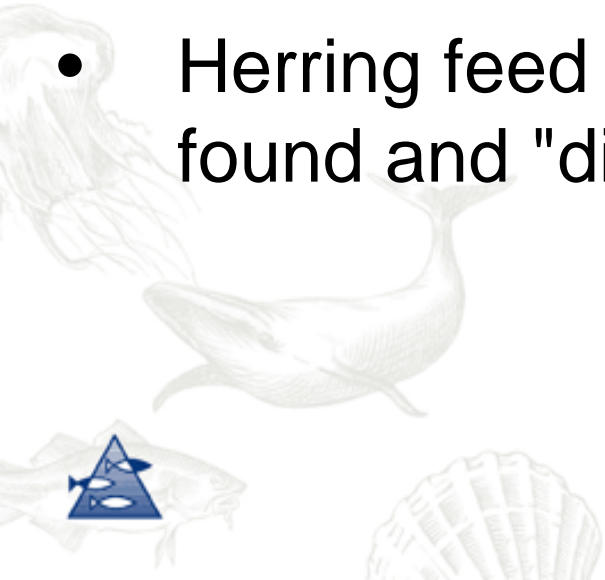 • Herring feed
found and "di